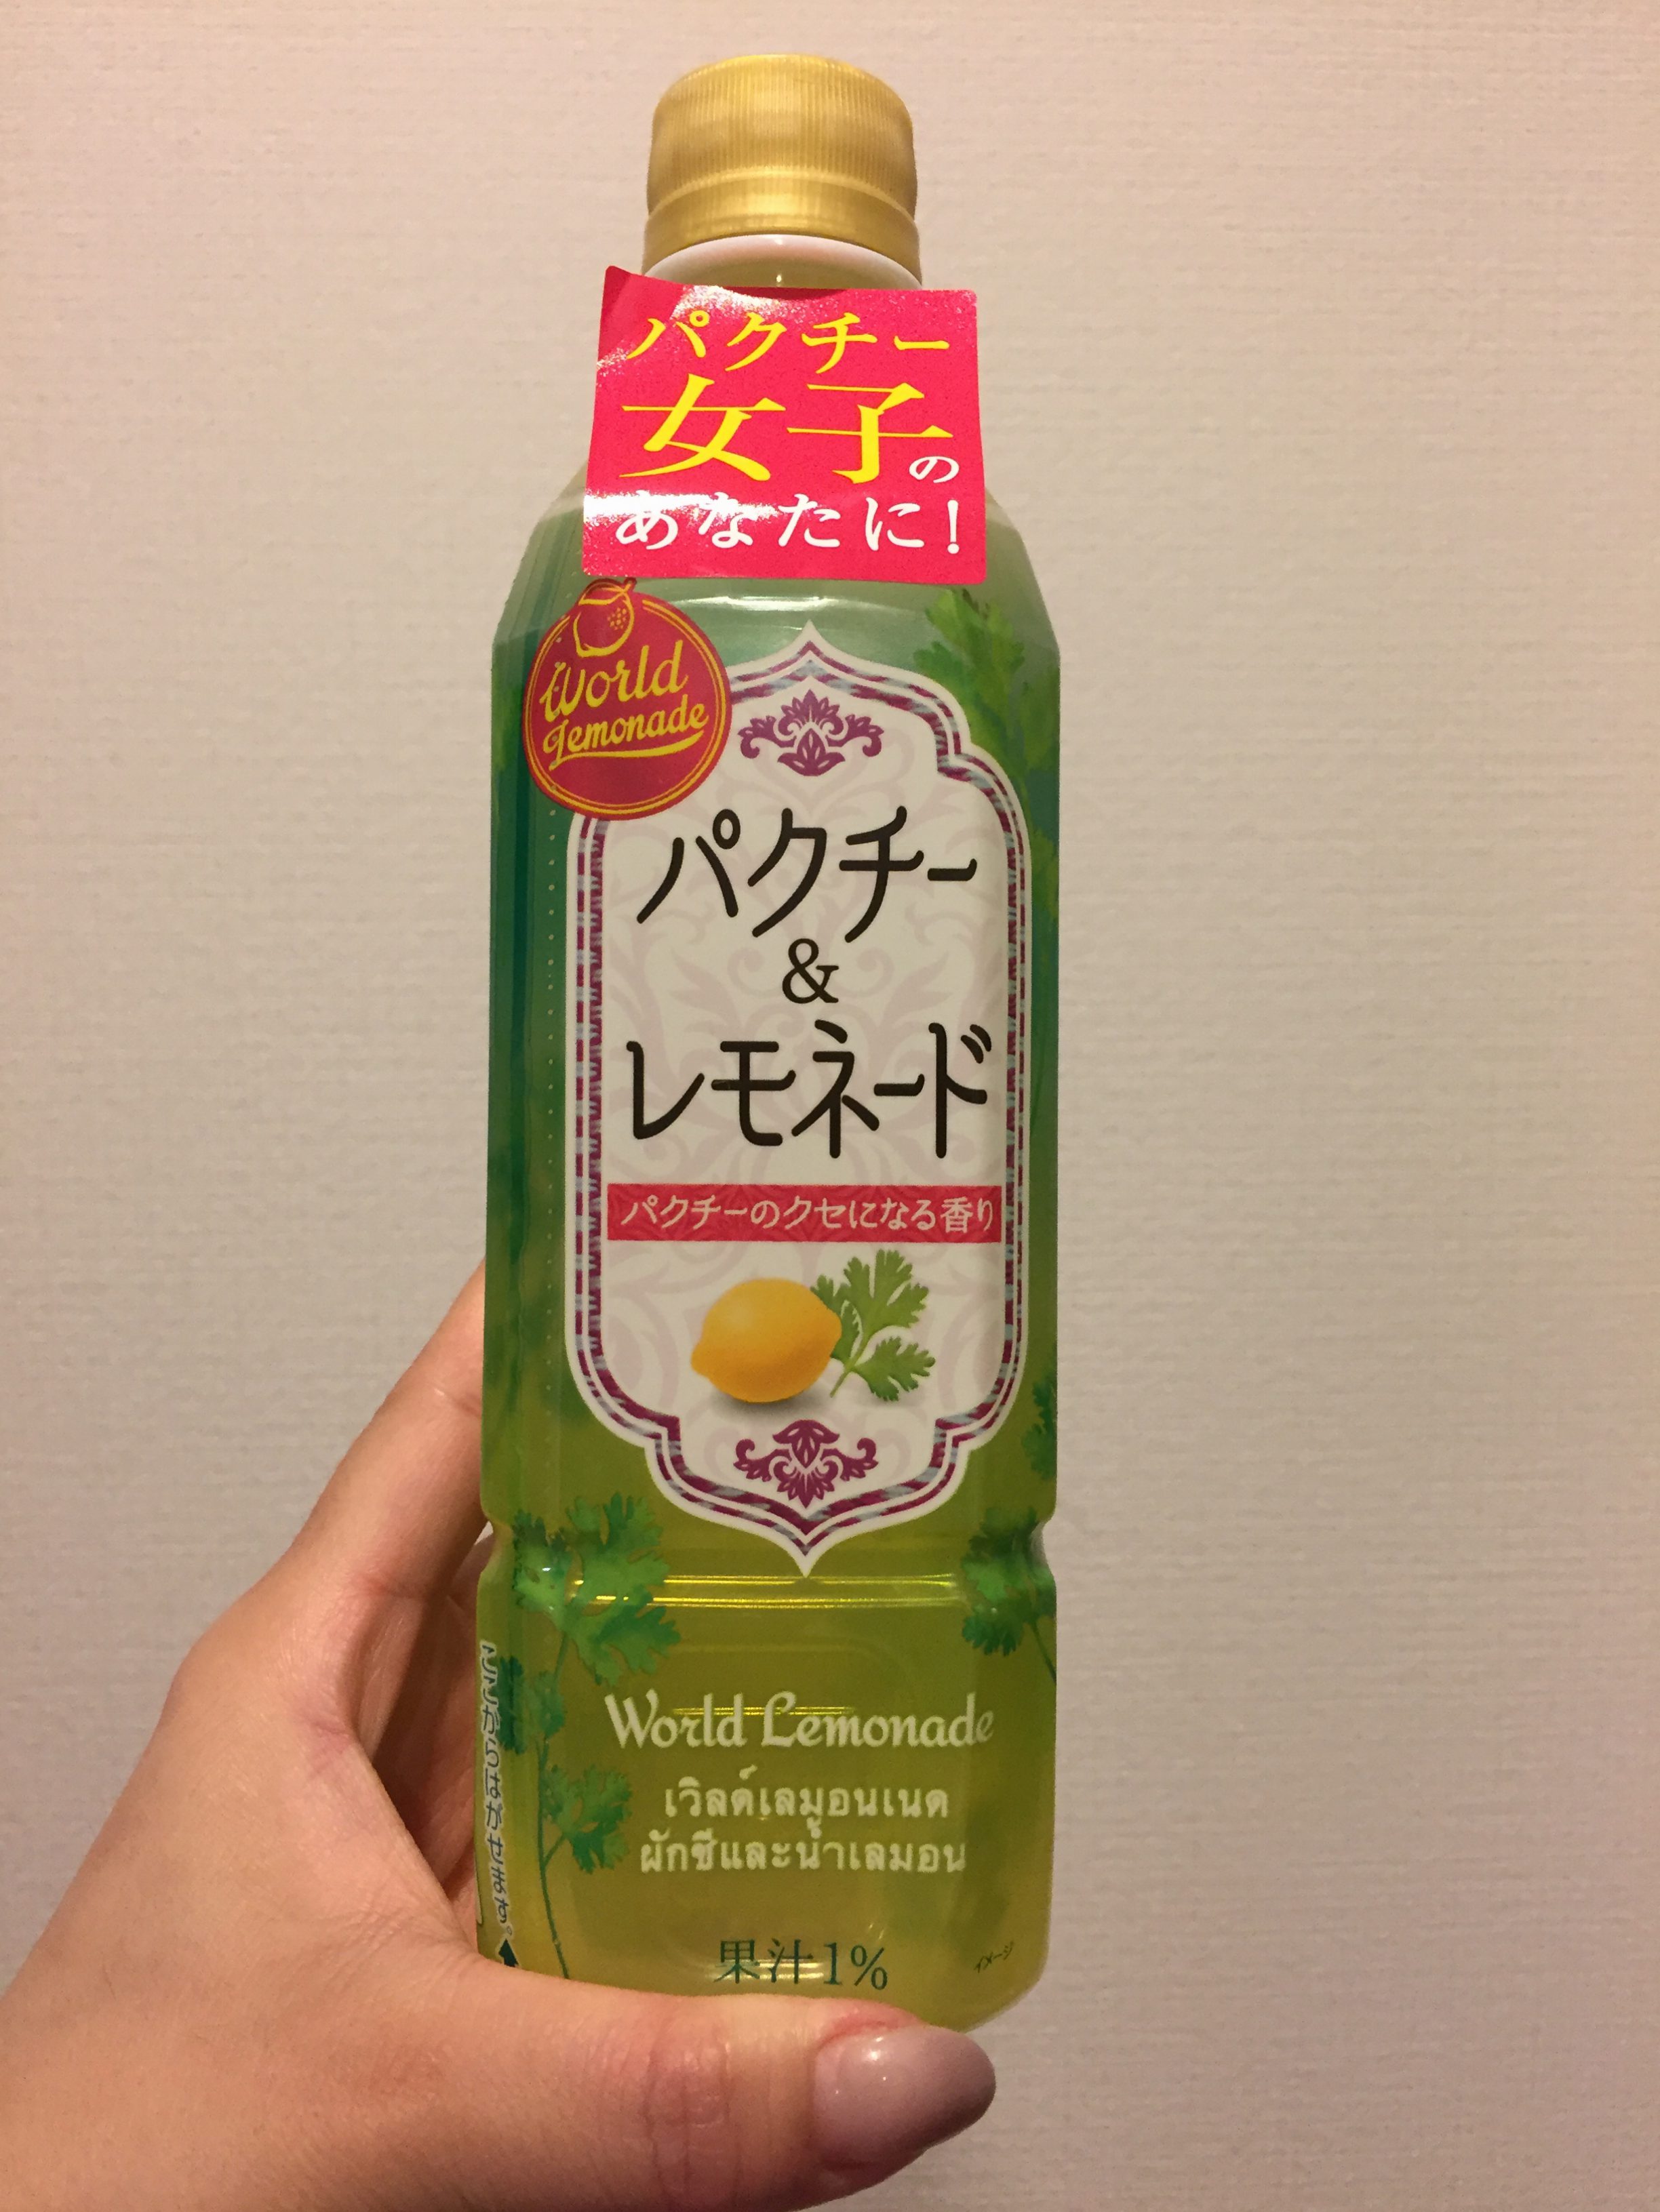 パクチー
女子の
あなたに！
World
Lemonade
パクチー
&
レモネード
パクチーのクセになる香り
World Lemonade
เวิลด์เลมอนเนด
ผักชีและน้ำเลมอน
果汁1%
イメージ
ここからはがせます。